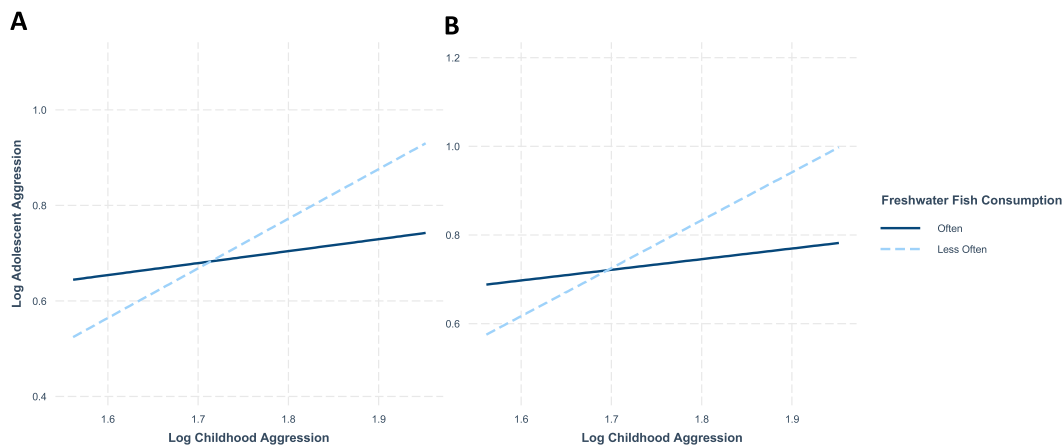 A
B
Log Adolescent Aggression
1.0
0.8
0.6
0.4
1.6
1.7
1.8
1.9
Log Childhood Aggression
1.2
1.0
0.8
0.6
1.6
1.7
1.8
1.9
Log Childhood Aggression
Freshwater Fish Consumption
Often
Less Often